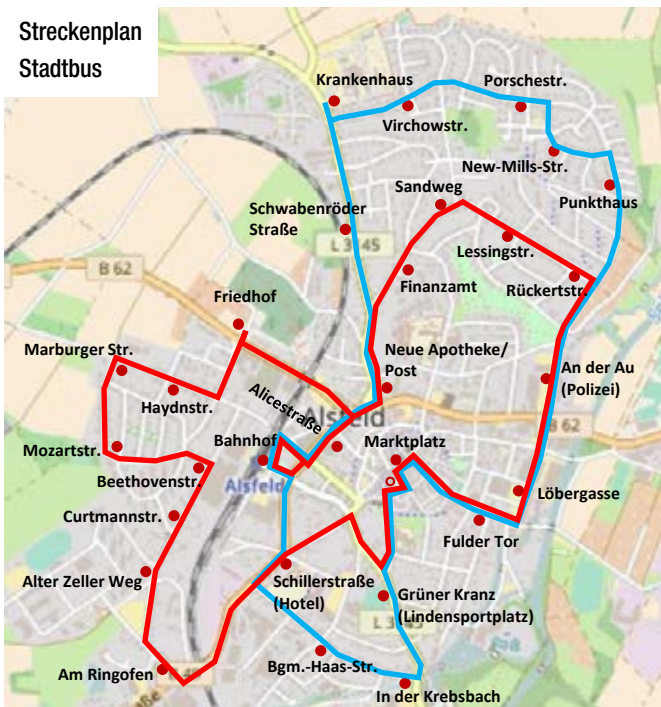 Streckenplan
Stadtbus
Krankenhaus
Porschestr.
Virchowstr.
New-Mills-Str.
Sandweg
Punkthaus
Schwabenröder
Straße
Lessingstr.
B 62
Finanzamt
Rückertstr.
Friedhof
Marburger Str.
Neue Apotheke/
Post
An der Au
(Polizei)
Haydnstr.
Alicestraße
Alsfeld
B 62
Mozartstr.
Bahnhof
Marktplatz
Beethovenstr.
Alsfeld
Löbergasse
Curtmannstr.
Fulder Tor
Alter Zeller Weg
Schillerstraße
(Hotel)
Grüner Kranz
(Lindensportplatz)
Am Ringofen
Bgm.-Haas-Str.
In der Krebsbach